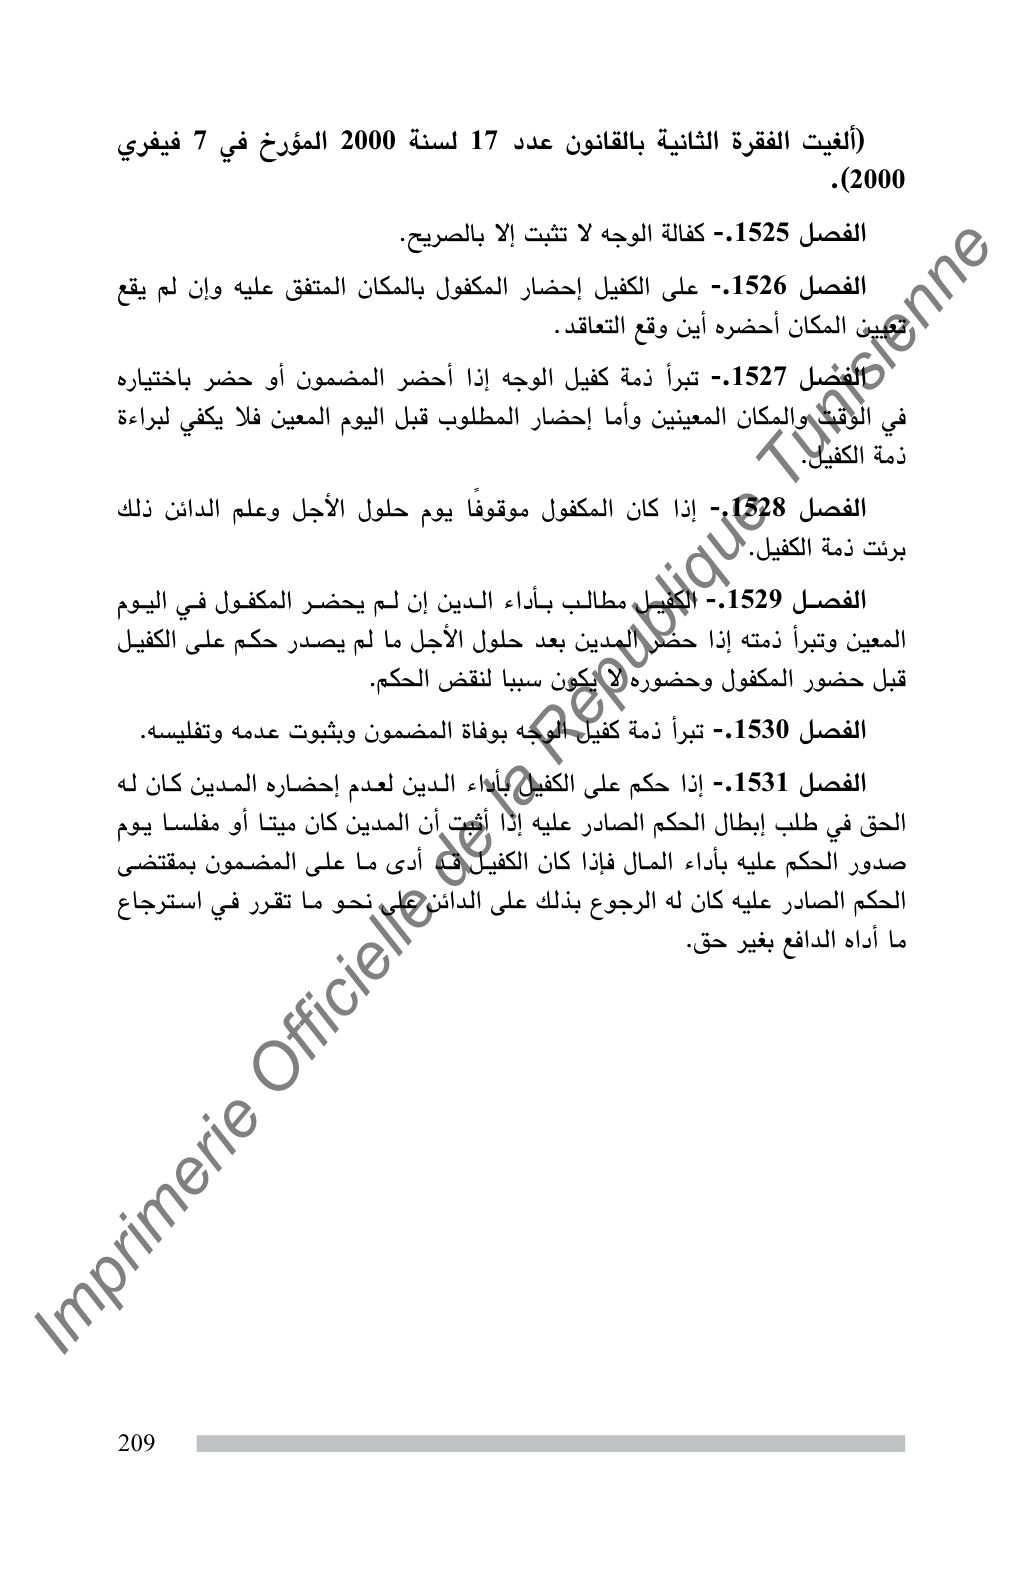 (ألغيت الفقرة الثانية بالقانون عدد 17 لسنة 2000 المؤرخ في 7 فيفري
2000).
الفصل 1525.- كفالة الوجه لا تثبت إلا بالصريح.
الفصل 1526.- على الكفيل إحضار المكفول بالمكان المتفق عليه وإن لم يقع
تعيين المكان أحضره أين وقع التعاقد.
الفصل 1527.- تبرأ ذمة كفيل الوجه إذا أحضر المضمون أو حضر باختياره
في الوقت والمكان المعينين وأما إحضار المطلوب قبل اليوم المعين فلا يكفي لبراءة
ذمة الكفيل.
الفصل 1528.- إذا كان المكفول موقوفًا يوم حلول الأجل وعلم الدائن ذلك
برئت ذمة الكفيل.
الفصل 1529.- الكفيل مطالب بأداء الدين إن لم يحضر المكفول في اليوم
المعين وتبرأ ذمته إذا حضر المدين بعد حلول الأجل ما لم يصدر حكم على الكفيل
قبل حضور المكفول وحضوره لا يكون سببا لنقض الحكم.
الفصل 1530.- تبرأ ذمة كفيل الوجه بوفاة المضمون وبثبوت عدمه وتفليسه.
الفصل 1531.- إذا حكم على الكفيل بأداء الدين لعدم إحضاره المدين كان له
الحق في طلب إبطال الحكم الصادر عليه إذا أثبت أن المدين كان ميتا أو مفلسا يوم
صدور الحكم عليه بأداء المال فإذا كان الكفيل قد أدى ما على المضمون بمقتضى
الحكم الصادر عليه كان له الرجوع بذلك على الدائن على نحو ما تقرر في استرجاع
ما أداه الدافع بغير حق.
Imprimerie Officielle de la Republique Tunisienne
209